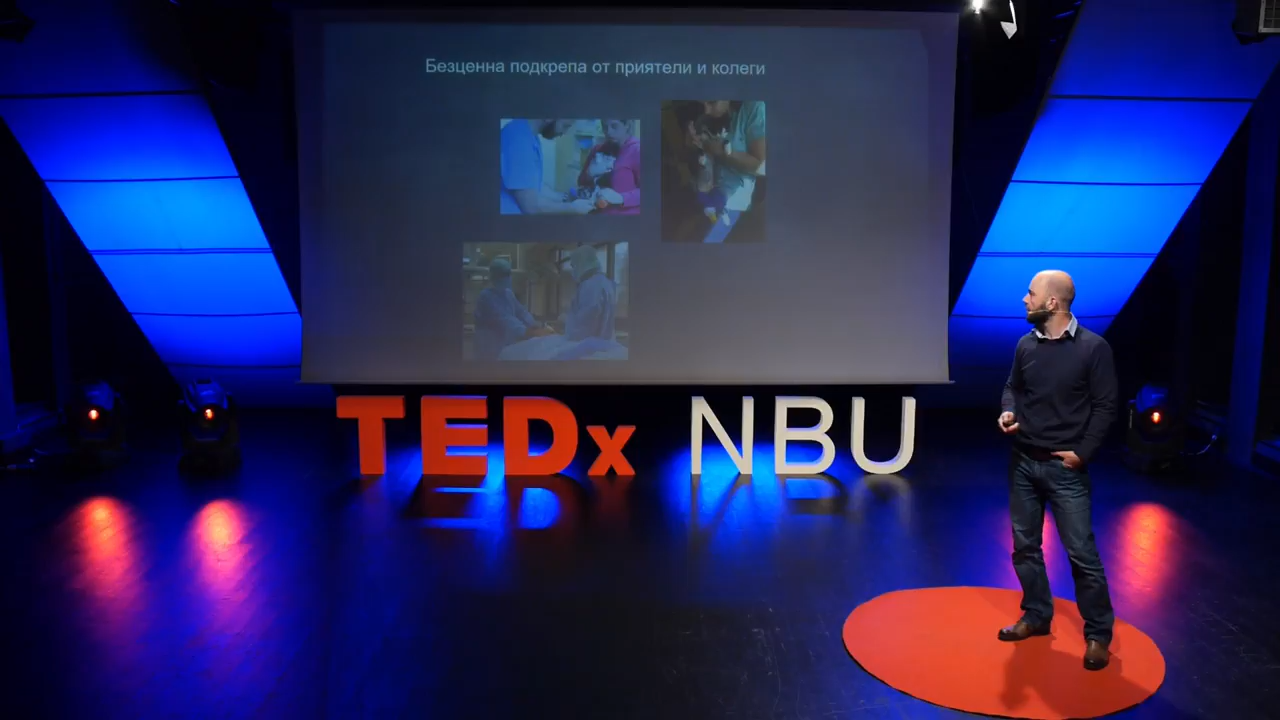 Безценна подкрепа от приятели и колеги
TEDx NBU